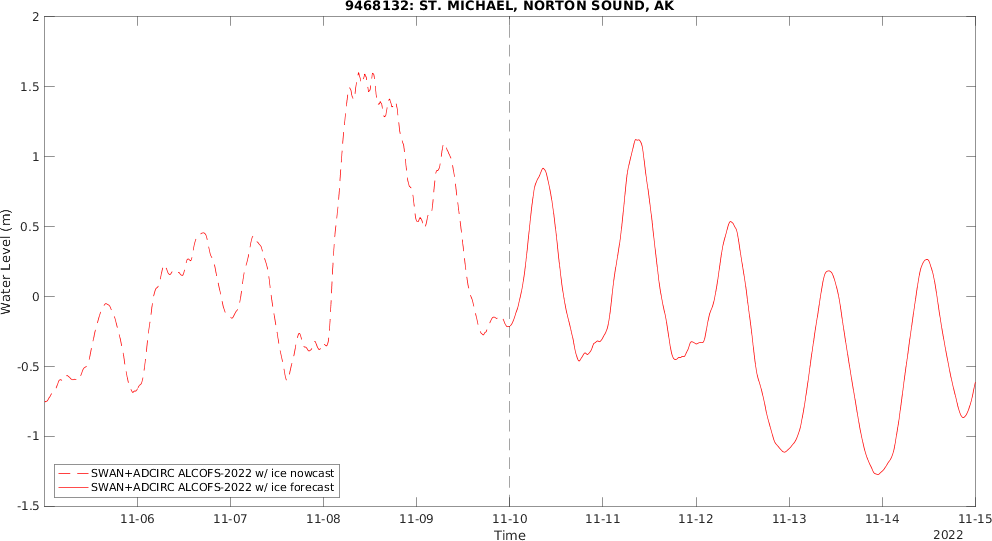 9468132: ST. MICHAEL, NORTON SOUND, AK
Water Level (m)
2
1.5
1
0.5
0
-0.5
-1
-1.5
SWAN+ADCIRC ALCOFS-2022 w/ ice nowcast
SWAN+ADCIRC ALCOFS-2022 w/ ice forecast
11-06 11-07 11-08 11-09 11-10 11-11 11-12 11-13 11-14 11-15
Time
2022